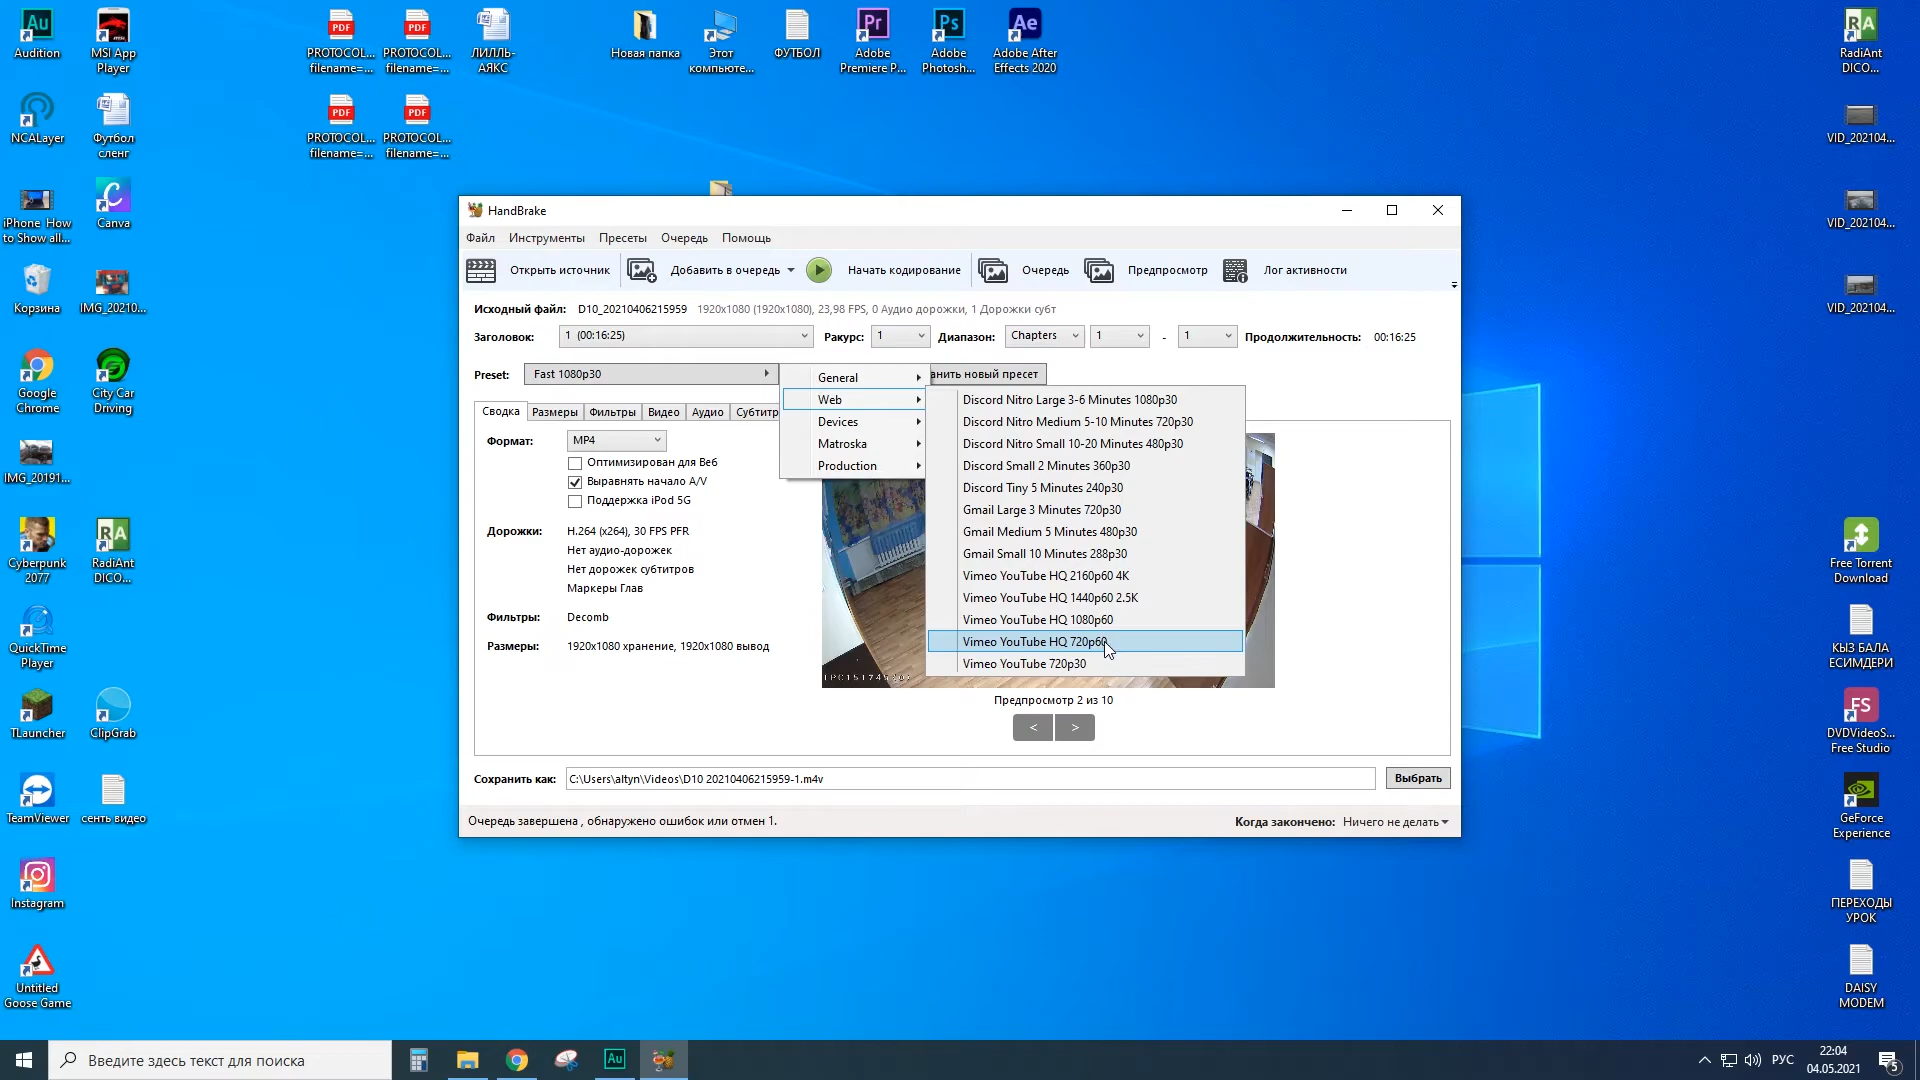 Audition
MSI App
Player
PROTOCOL...
filename=...
PROTOCOL...
filename=...
ЛИЛЛЬ-
АЯКС
Новая папка
Этот
компьюте...
ФУТБОЛ
Adobe
Premiere P...
Adobe
Photosh...
Adobe After
Effects 2020
RadiAnt
DICO...
NCALayer
Футбол
сленг
PROTOCOL...
filename=...
PROTOCOL...
filename=...
VID_202104...
iPhone How
to Show all...
Canva
VID_202104...
Корзина
IMG_20210...
VID_202104...
Google
Chrome
City Car
Driving
IMG_20191...
Cyberpunk
2077
RadiAnt
DICO...
Free Torrent
Download
QuickTime
Player
КЫЗ БАЛА
ЕСИМДЕРИ
TLauncher
ClipGrab
DVDVideoS...
Free Studio
TeamViewer
сенть видео
GeForce
Experience
Instagram
ПЕРЕХОДЫ
УРОК
Untitled
Goose Game
DAISY
MODEM
HandBrake
Файл Инструменты Пресеты Очередь Помощь
Открыть источник Добавить в очередь Начать кодирование Очередь Предпросмотр Лог активности
Исходный файл: D10_20210406215959 1920x1080 (1920x1080), 23,98 FPS, 0 Аудио дорожки, 1 Дорожки субт
Заголовок: 1 (00:16:25) Ракурс: 1 Диапазон: Chapters 1 - 1 Продолжительность: 00:16:25
Preset: Fast 1080p30 анить новый пресет
General
Web
Devices
Matroska
Production
Discord Nitro Large 3-6 Minutes 1080p30
Discord Nitro Medium 5-10 Minutes 720p30
Discord Nitro Small 10-20 Minutes 480p30
Discord Small 2 Minutes 360p30
Discord Tiny 5 Minutes 240p30
Gmail Large 3 Minutes 720p30
Gmail Medium 5 Minutes 480p30
Gmail Small 10 Minutes 288p30
Vimeo YouTube HQ 2160p60 4K
Vimeo YouTube HQ 1440p60 2.5K
Vimeo YouTube HQ 1080p60
Vimeo YouTube HQ 720p60
Vimeo YouTube 720p30
Сводка Размеры Фильтры Видео Аудио Субтитр
Формат: MP4
Оптимизирован для Веб
Выравнять начало A/V
Поддержка iPod 5G
Дорожки: H.264 (x264), 30 FPS PFR
Нет аудио-дорожек
Нет дорожек субтитров
Маркеры Глав
Фильтры: Decomb
Размеры: 1920x1080 хранение, 1920x1080 вывод
Предпросмотр 2 из 10
< >
Сохранить как: C:\Users\altyn\Videos\D10 20210406215959-1.m4v Выбрать
Очередь завершена , обнаружено ошибок или отмен 1. Когда закончено: Ничего не делать
Введите здесь текст для поиска
РУС
22:04
04.05.2021
5